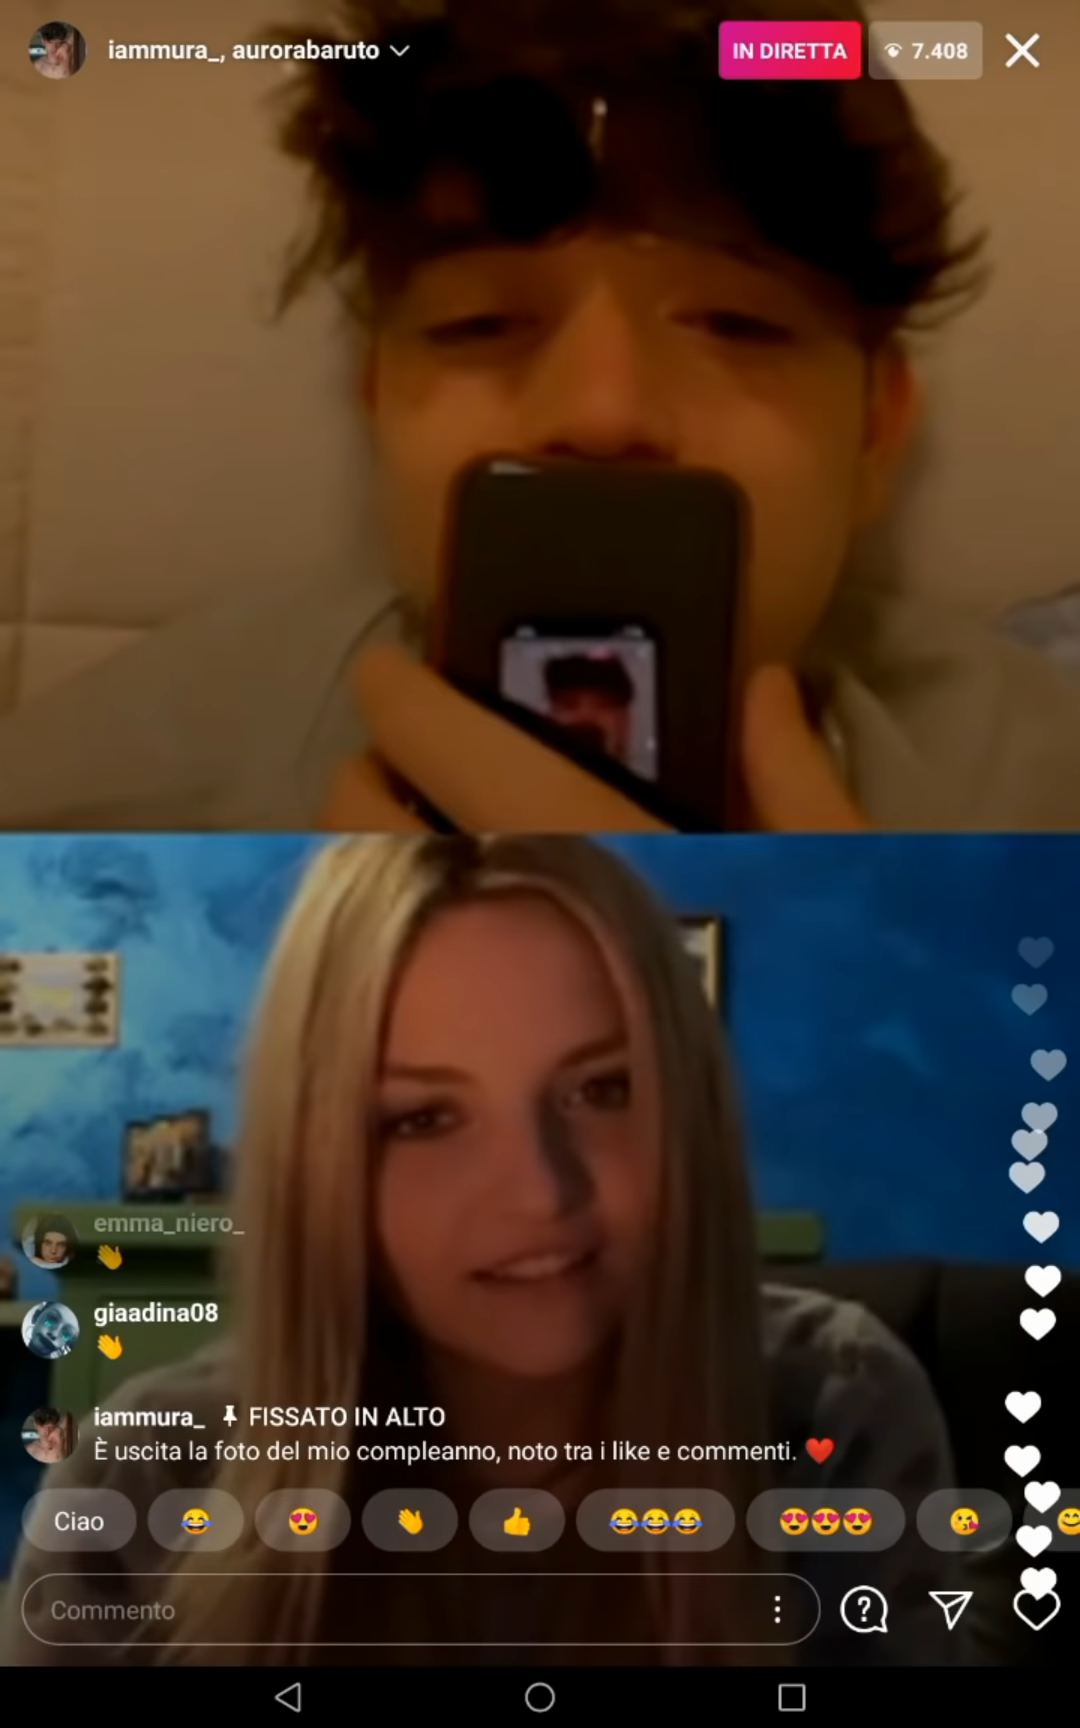 iammura_, aurorabaruto
IN DIRETTA
7.408
emma_niero_
👋
giaadina08
👋
iammura_ 📌 FISSATO IN ALTO
È uscita la foto del mio compleanno, noto tra i like e commenti. ❤️
Ciao 😂 😍 👋 👍 😂😂😂 😍😍😍 😘 😊
Commento